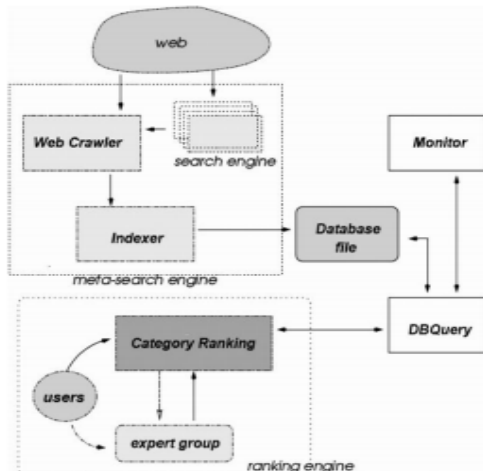 web
Web Crawler
search engine
Monitor
Indexer
Database
file
meta-search engine
DBQuery
Category Ranking
users
expert group
ranking engine